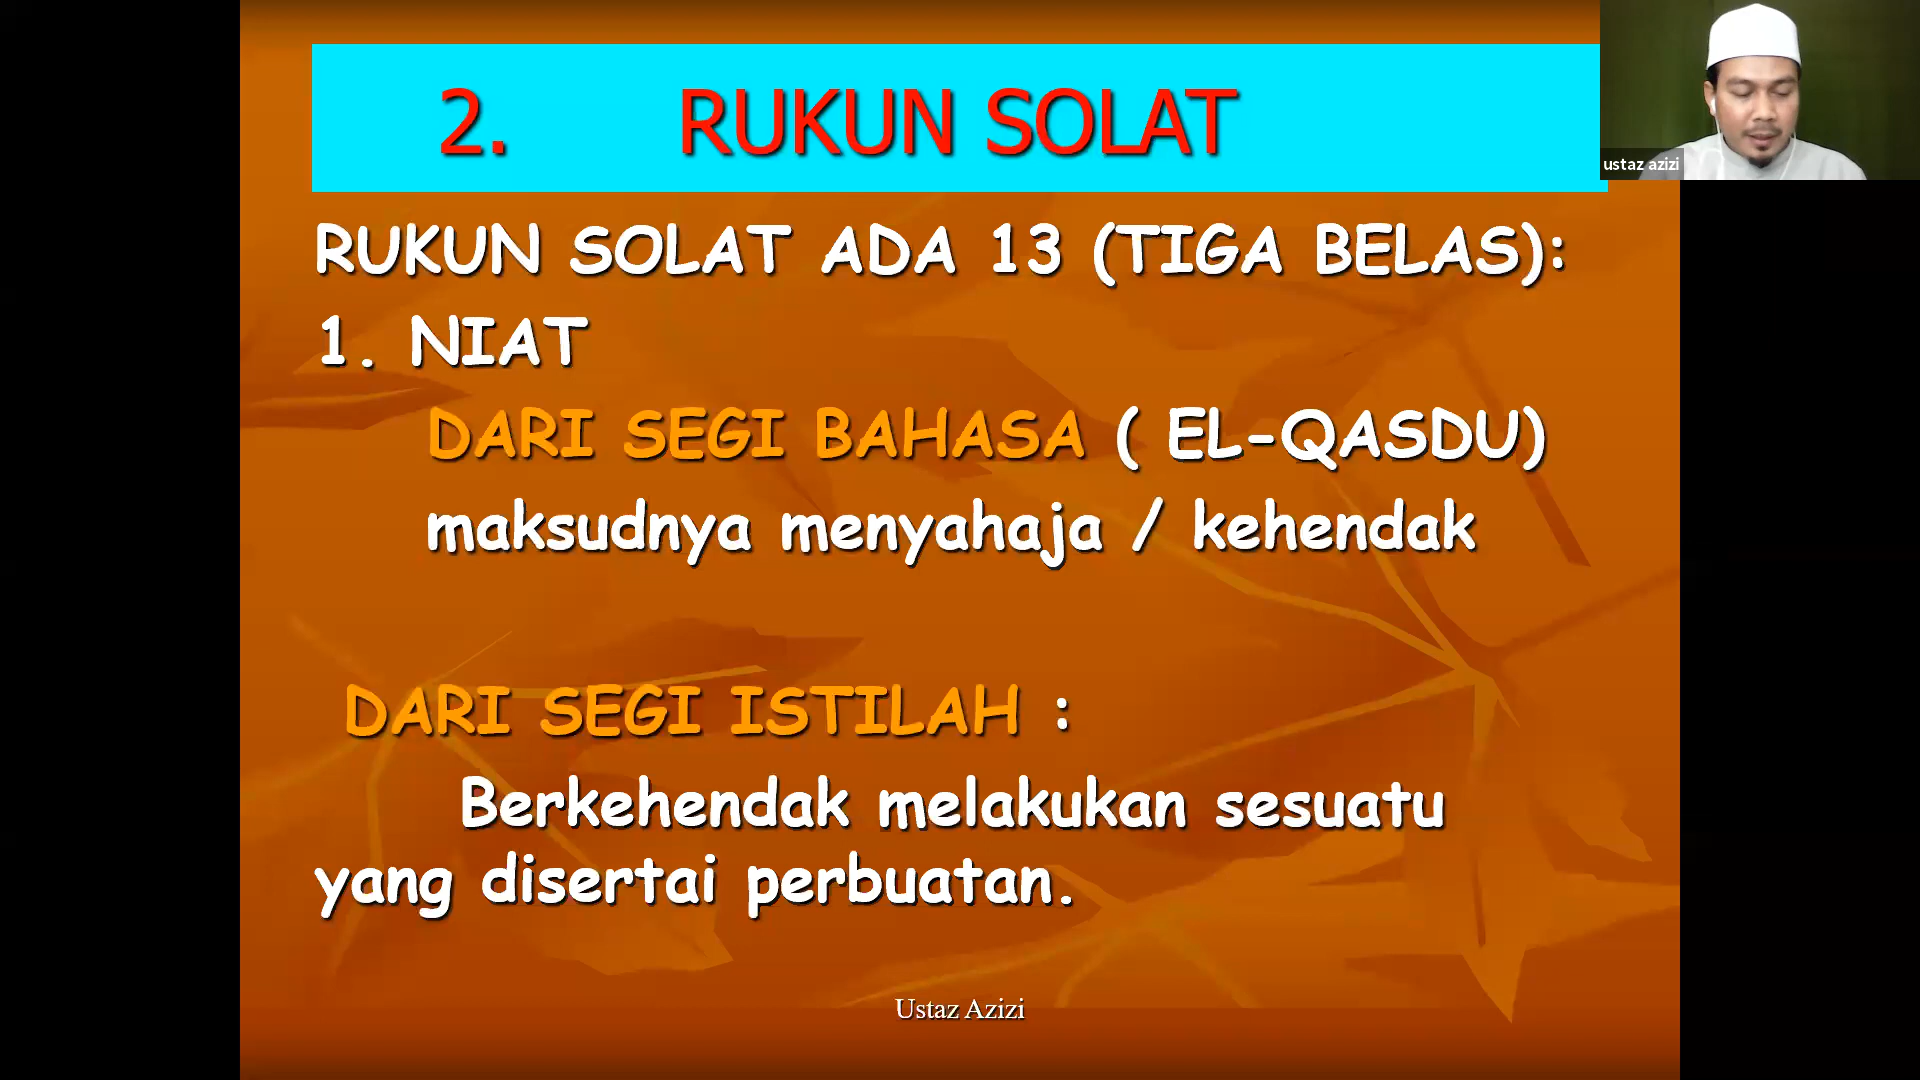 2. RUKUN SOLAT
ustaz azizi
RUKUN SOLAT ADA 13 (TIGA BELAS):
1. NIAT
DARI SEGI BAHASA ( EL-QASDU)
maksudnya menyahaja / kehendak
DARI SEGI ISTILAH :
Berkehendak melakukan sesuatu
yang disertai perbuatan.
Ustaz Azizi